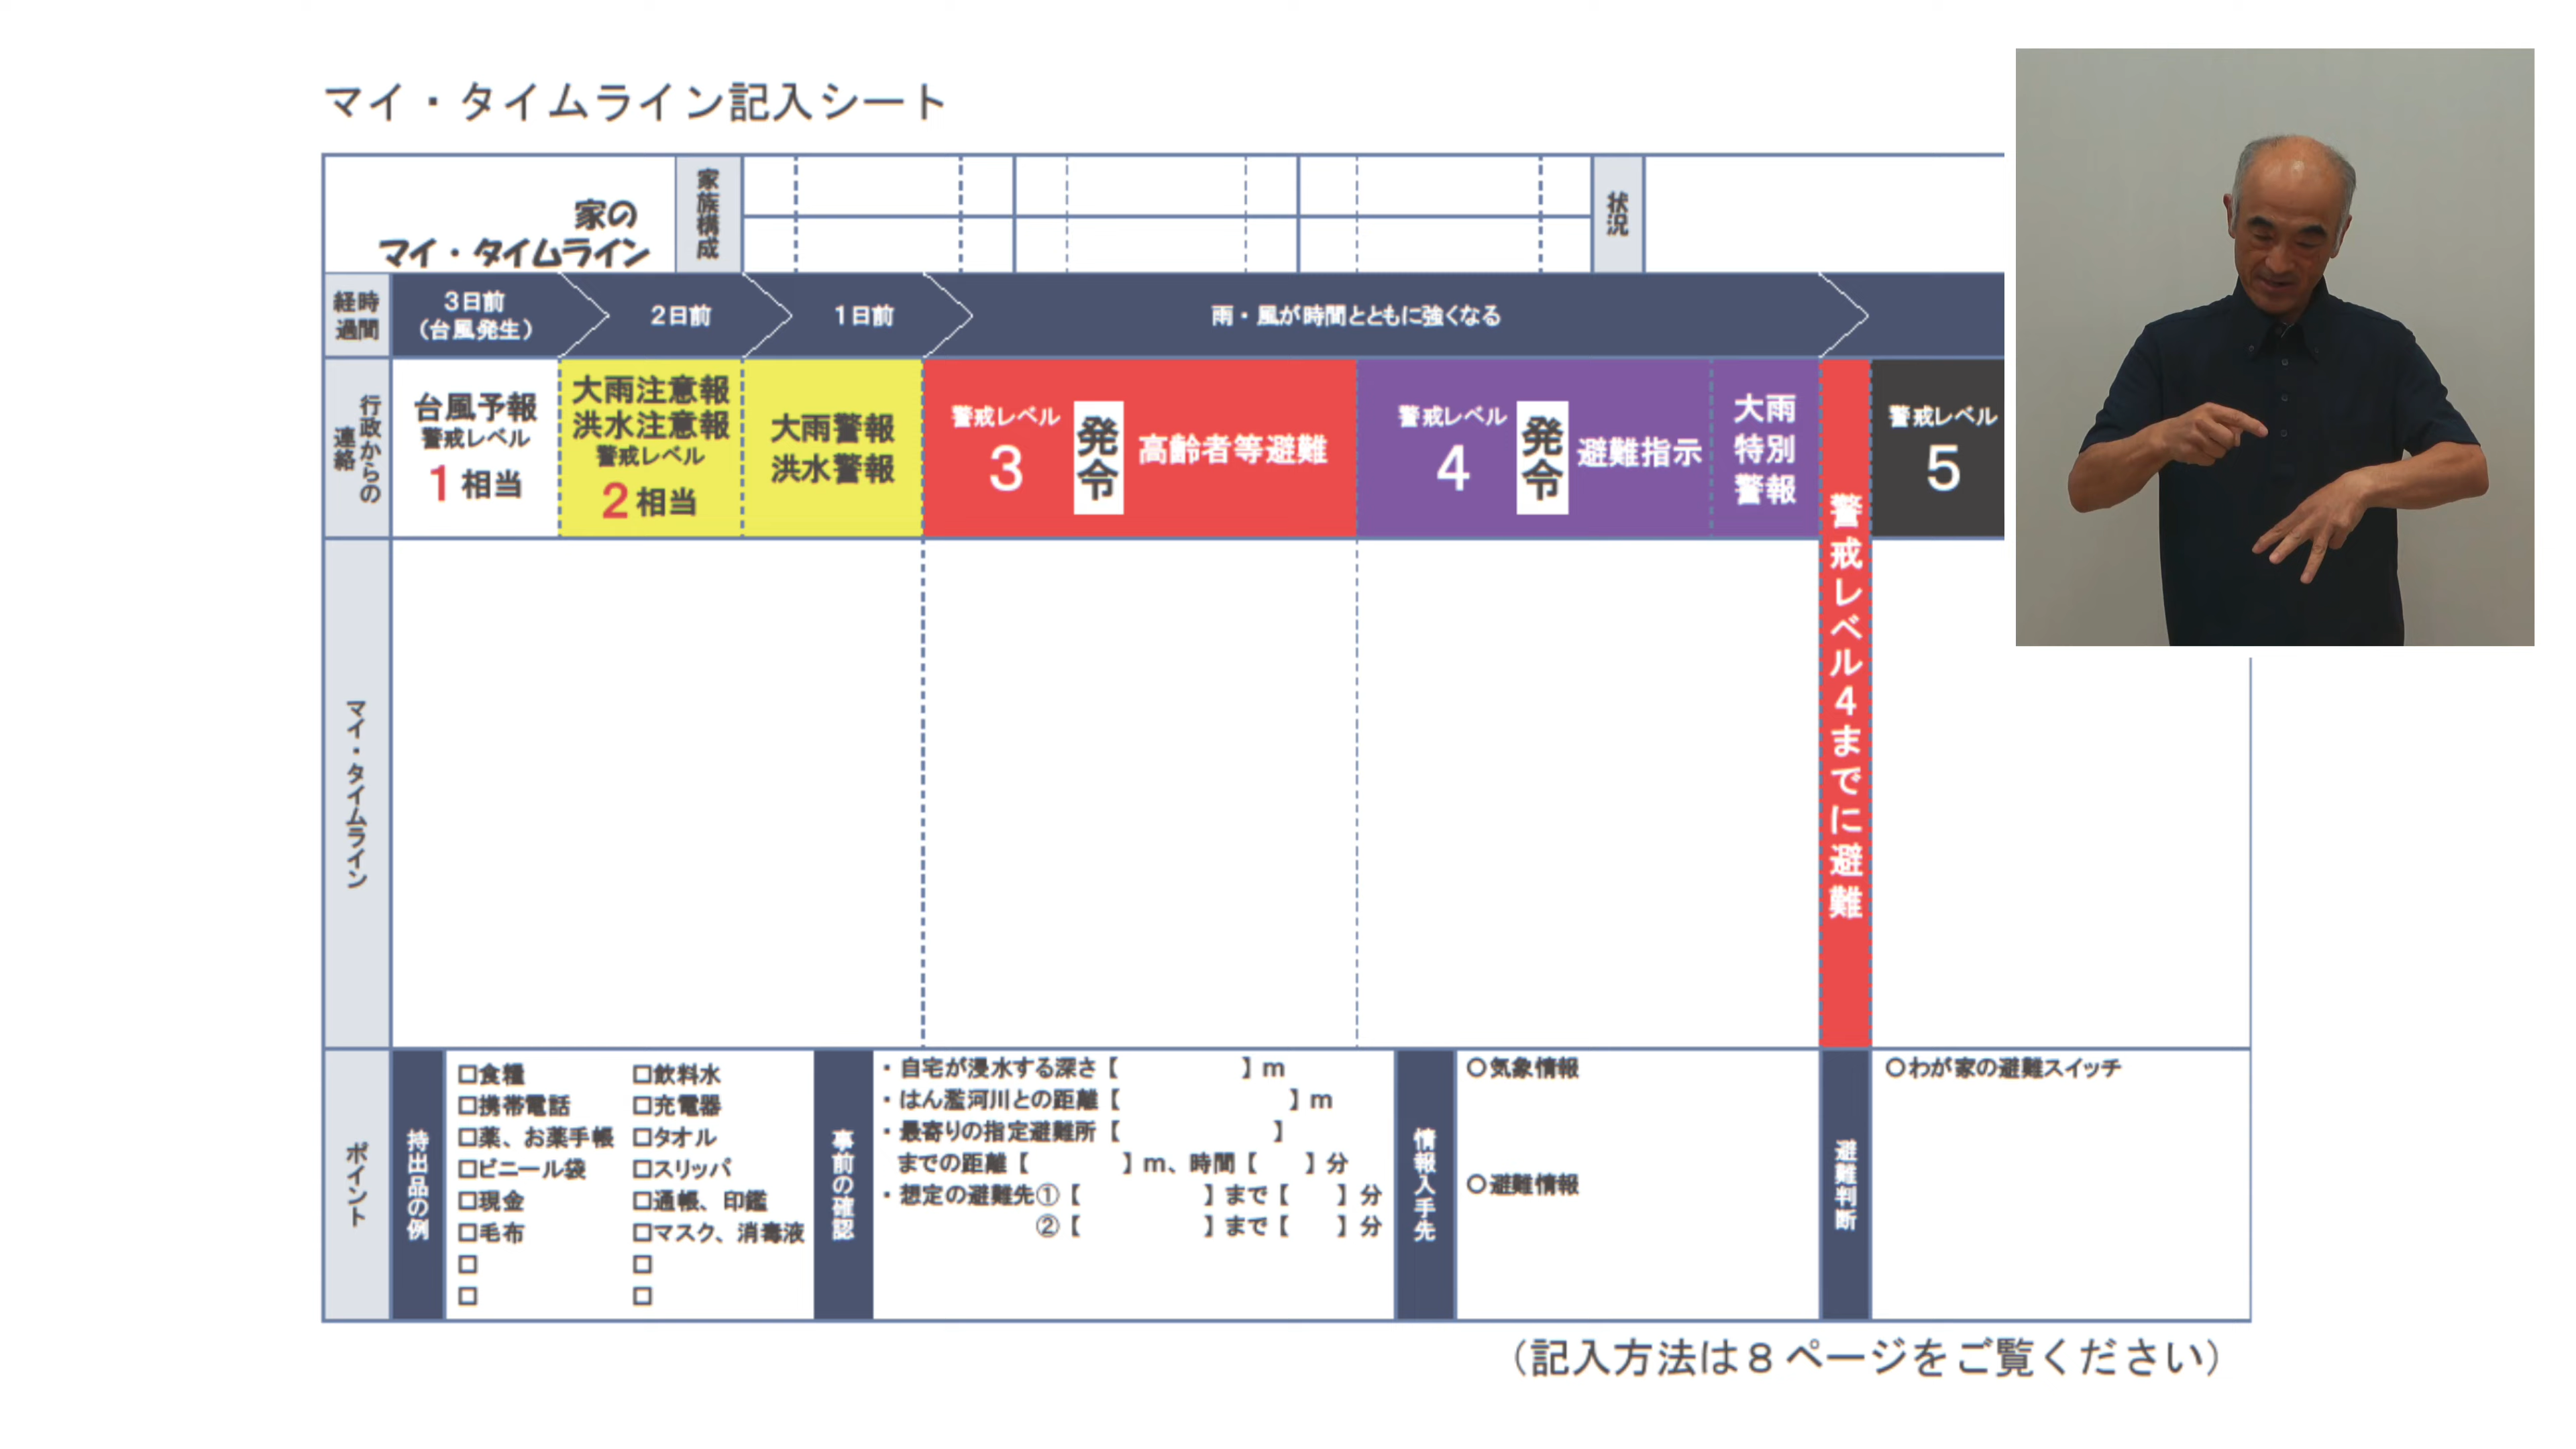 マイ・タイムライン記入シート
家の
マイ・タイムライン
家族構成
状況
時間
経過
3日前
（台風発生）
2日前
1日前
雨・風が時間とともに強くなる
行政からの
連絡
台風予報
警戒レベル
1相当
大雨注意報
洪水注意報
警戒レベル
2相当
大雨警報
洪水警報
警戒レベル
3
発令
高齢者等避難
警戒レベル
4
発令
避難指示
大雨
特別
警報
警戒レベル4までに避難
警戒レベル
5
マイ・タイムライン
ポイント
持出品の例
□食糧 □飲料水
□携帯電話 □充電器
□薬、お薬手帳 □タオル
□ビニール袋 □スリッパ
□現金 □通帳、印鑑
□毛布 □マスク、消毒液
□ □
□ □
事前の確認
・自宅が浸水する深さ【　　】m
・はん濫河川との距離【　　】m
・最寄りの指定避難所【　　】
までの距離【　　】m、時間【　　】分
・想定の避難先①【　　】まで【　　】分
②【　　】まで【　　】分
情報入手先
○気象情報
○避難情報
避難判断
○わが家の避難スイッチ
（記入方法は8ページをご覧ください）